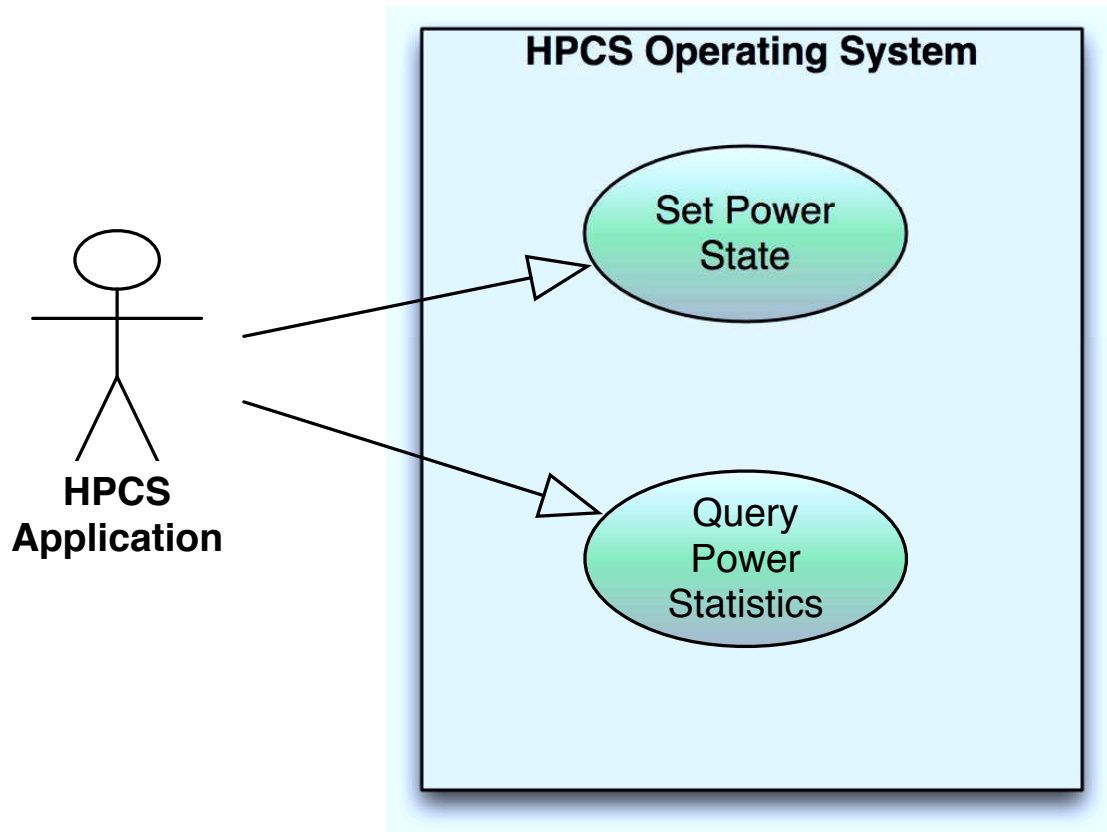 HPCS Operating System
Set Power
State
HPCS
Application
Query
Power
Statistics